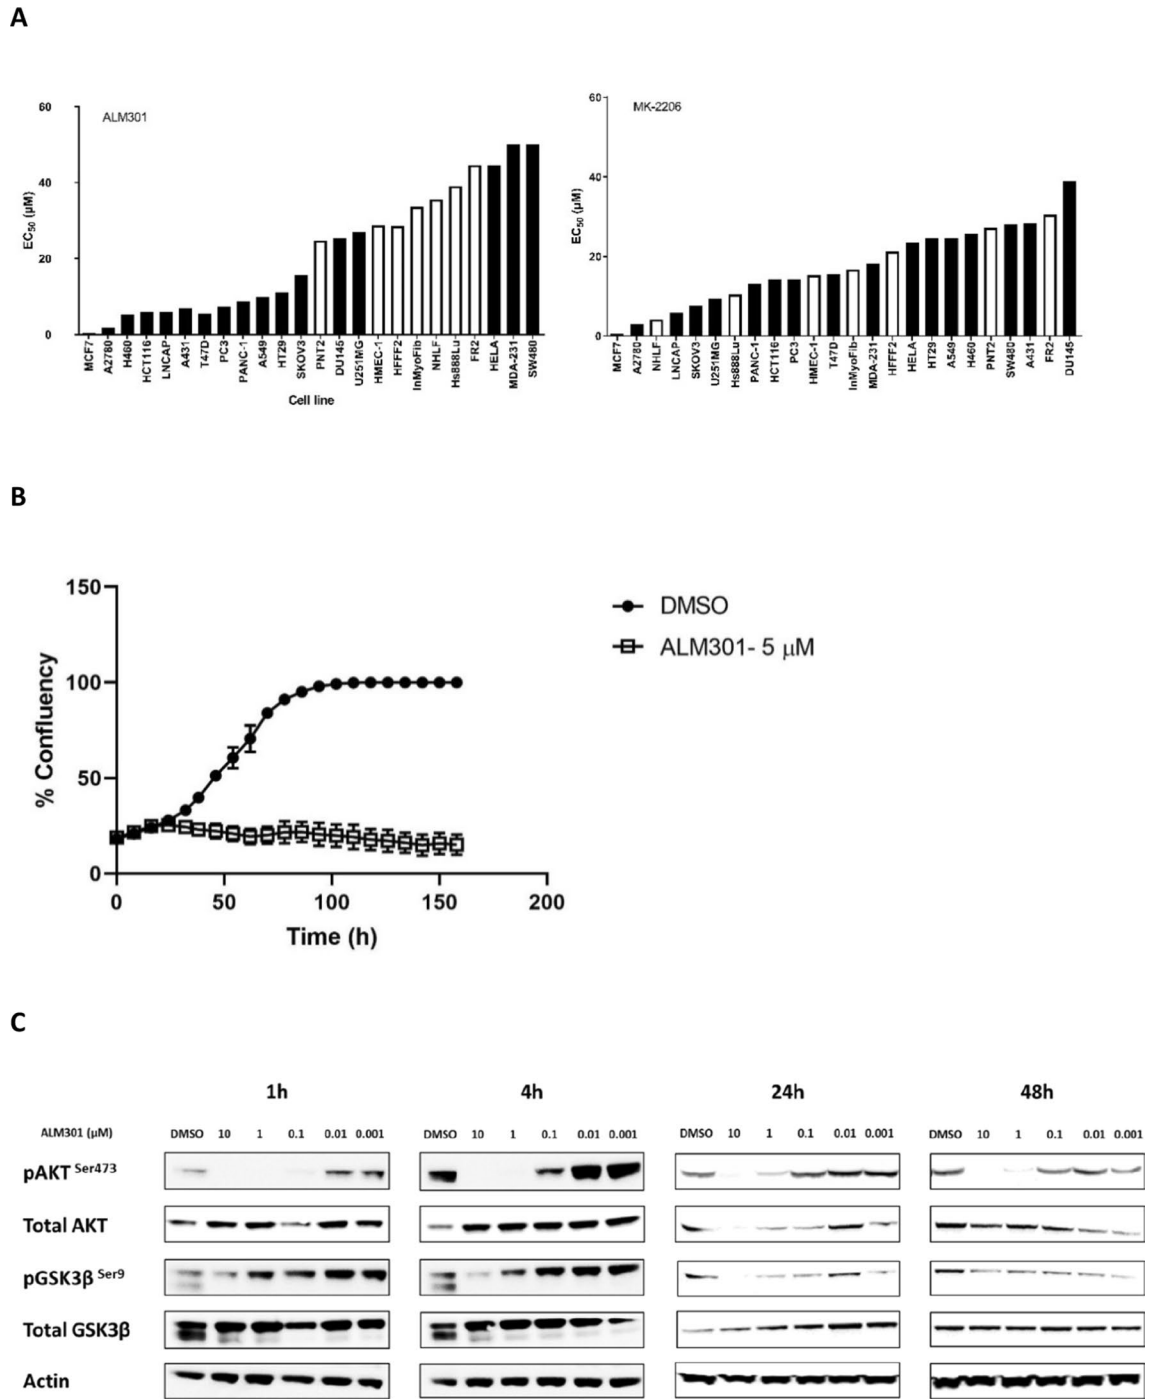 A
60
ALM301
40
EC50 (µM)
20
0
MCF7
A2780
H460
HCT116
LNCAP
A431
T47D
PC3
PANC-1
A549
HT29
SKOV3
PNT2
DU145
U251MG
HMEC-1
HFFF2
InMyoFib
NHLF
Hs888Lu
FR2
HELA
MDA-231
SW480
Cell line
60
MK-2206
40
EC50 (µM)
20
0
MCF7
A2780
NHLF
LNCAP
SKOV3
U251MG
Hs888Lu
PANC-1
HCT116
PC3
HMEC-1
T47D
InMyoFib
MDA-231
HFFF2
HELA
HT29
A549
H460
PNT2
SW480
A431
FR2
DU145
B
150
100
50
0
% Confluency
0 50 100 150 200
Time (h)
DMSO
ALM301- 5 µM
C
1h 4h 24h 48h
ALM301 (µM) DMSO 10 1 0.1 0.01 0.001 DMSO 10 1 0.1 0.01 0.001 DMSO 10 1 0.1 0.01 0.001 DMSO 10 1 0.1 0.01 0.001
pAKT Ser473
Total AKT
pGSK3β Ser9
Total GSK3β
Actin